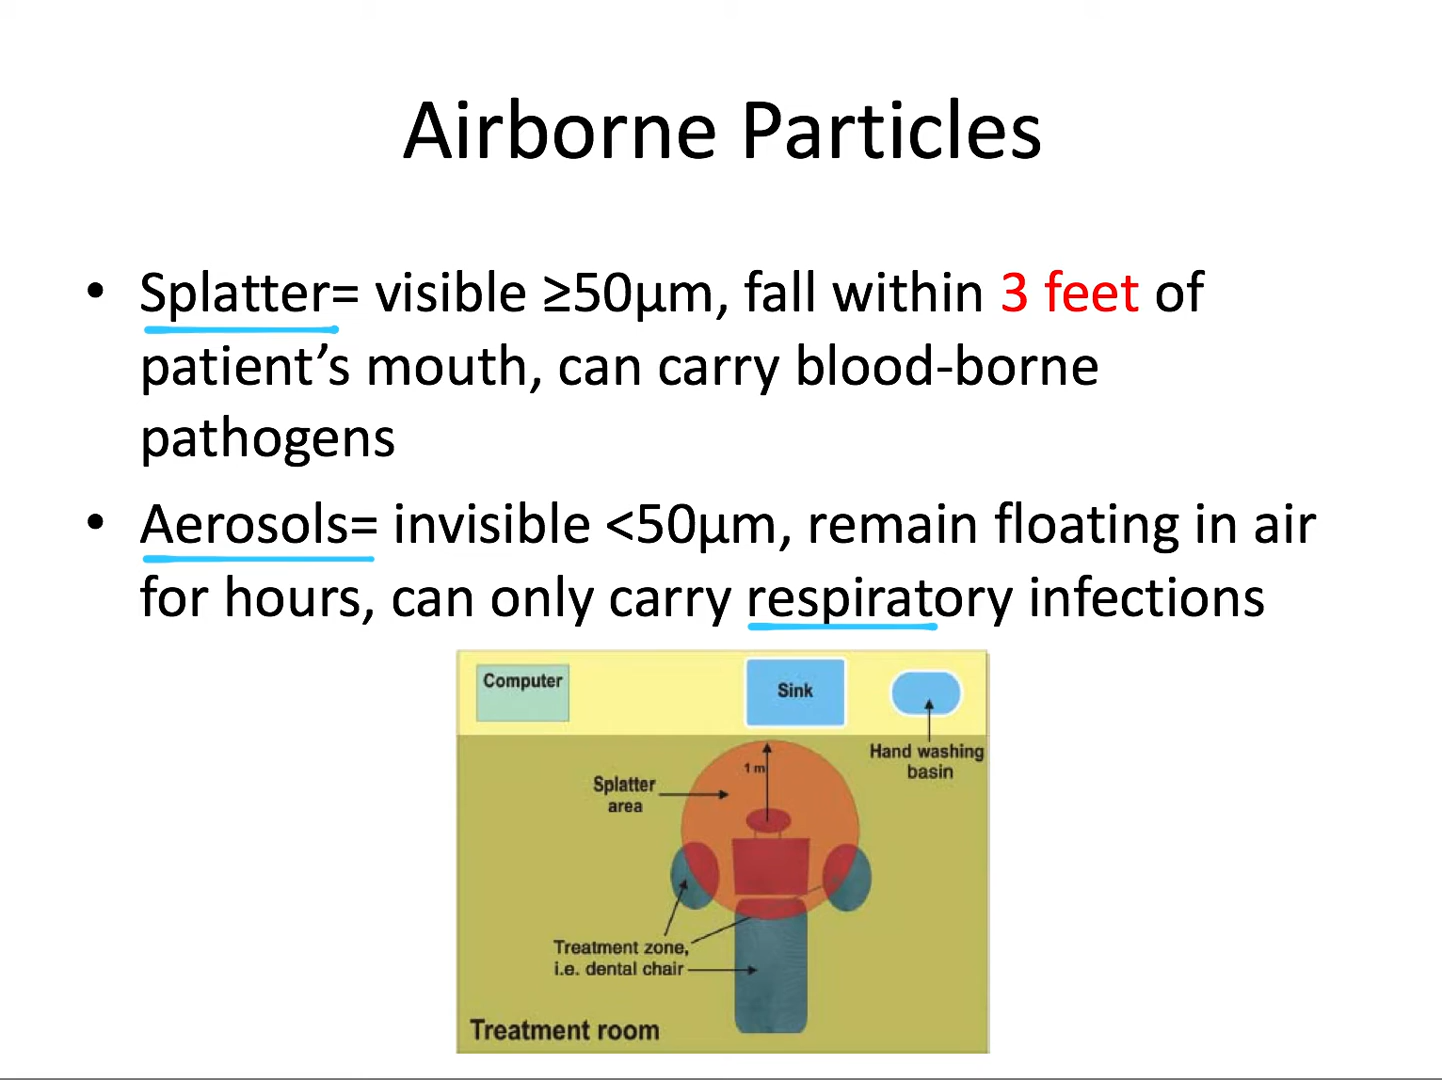 Airborne Particles
• Splatter= visible ≥50µm, fall within 3 feet of
patient’s mouth, can carry blood-borne
pathogens
• Aerosols= invisible <50µm, remain floating in air
for hours, can only carry respiratory infections
Computer
Sink
Hand washing
basin
1 m
Splatter
area
Treatment zone,
i.e. dental chair
Treatment room